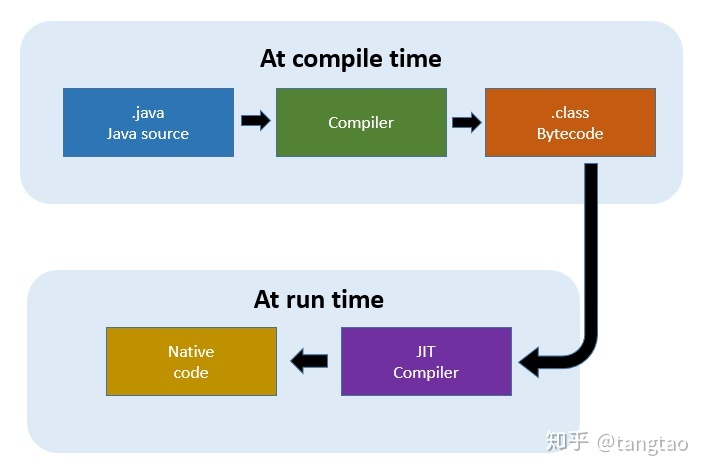 At compile time
.java
Java source
Compiler
.class
Bytecode
At run time
Native
code
JIT
Compiler
知乎 @tangtao